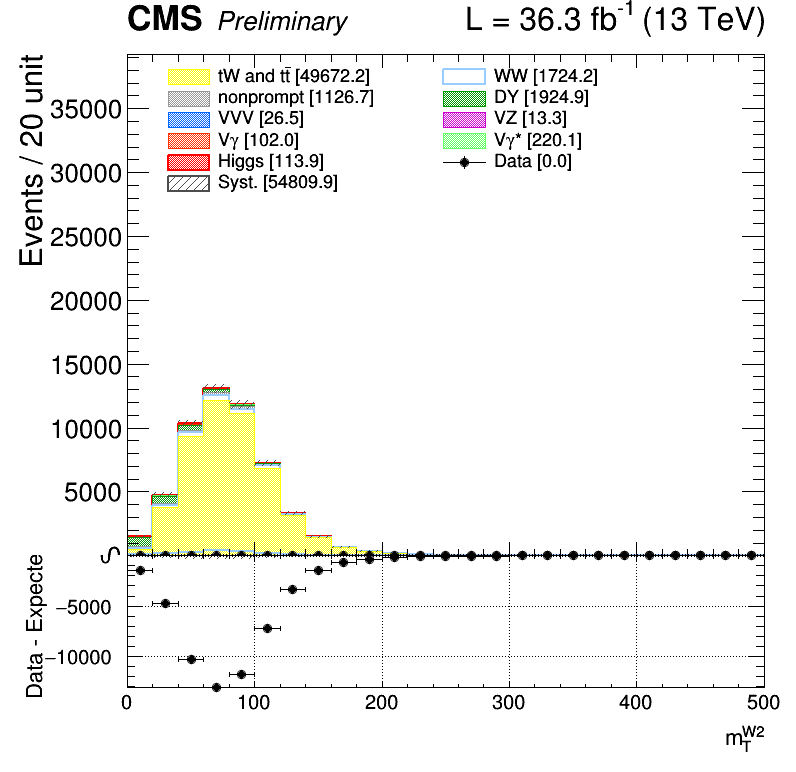 CMS Preliminary L = 36.3 fb⁻¹ (13 TeV)
Events / 20 unit
35000
30000
25000
20000
15000
10000
5000
0
tW and tt̄ [49672.2]
nonprompt [1126.7]
VVV [26.5]
Vγ [102.0]
Higgs [113.9]
Syst. [54809.9]
WW [1724.2]
DY [1924.9]
VZ [13.3]
Vγ* [220.1]
Data [0.0]
Data - Expecte
−5000
−10000
0 100 200 300 400 500
m_T^W2